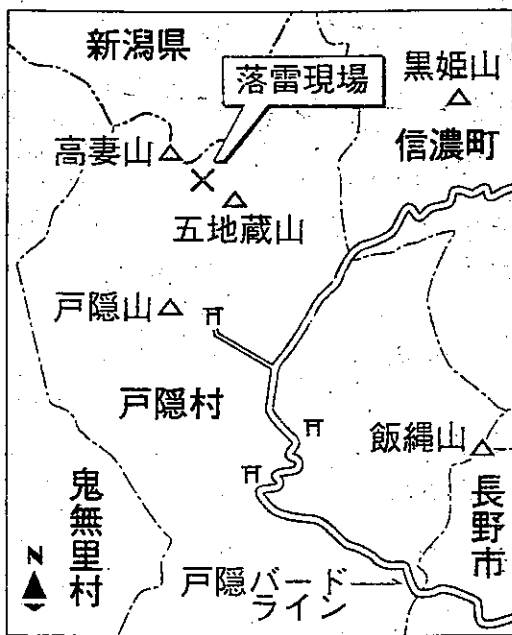 新潟県
落雷現場
黒姫山
高妻山
信濃町
五地蔵山
戸隠山
戸隠村
飯縄山
鬼無里村
長野市
N
戸隠バード
ライン